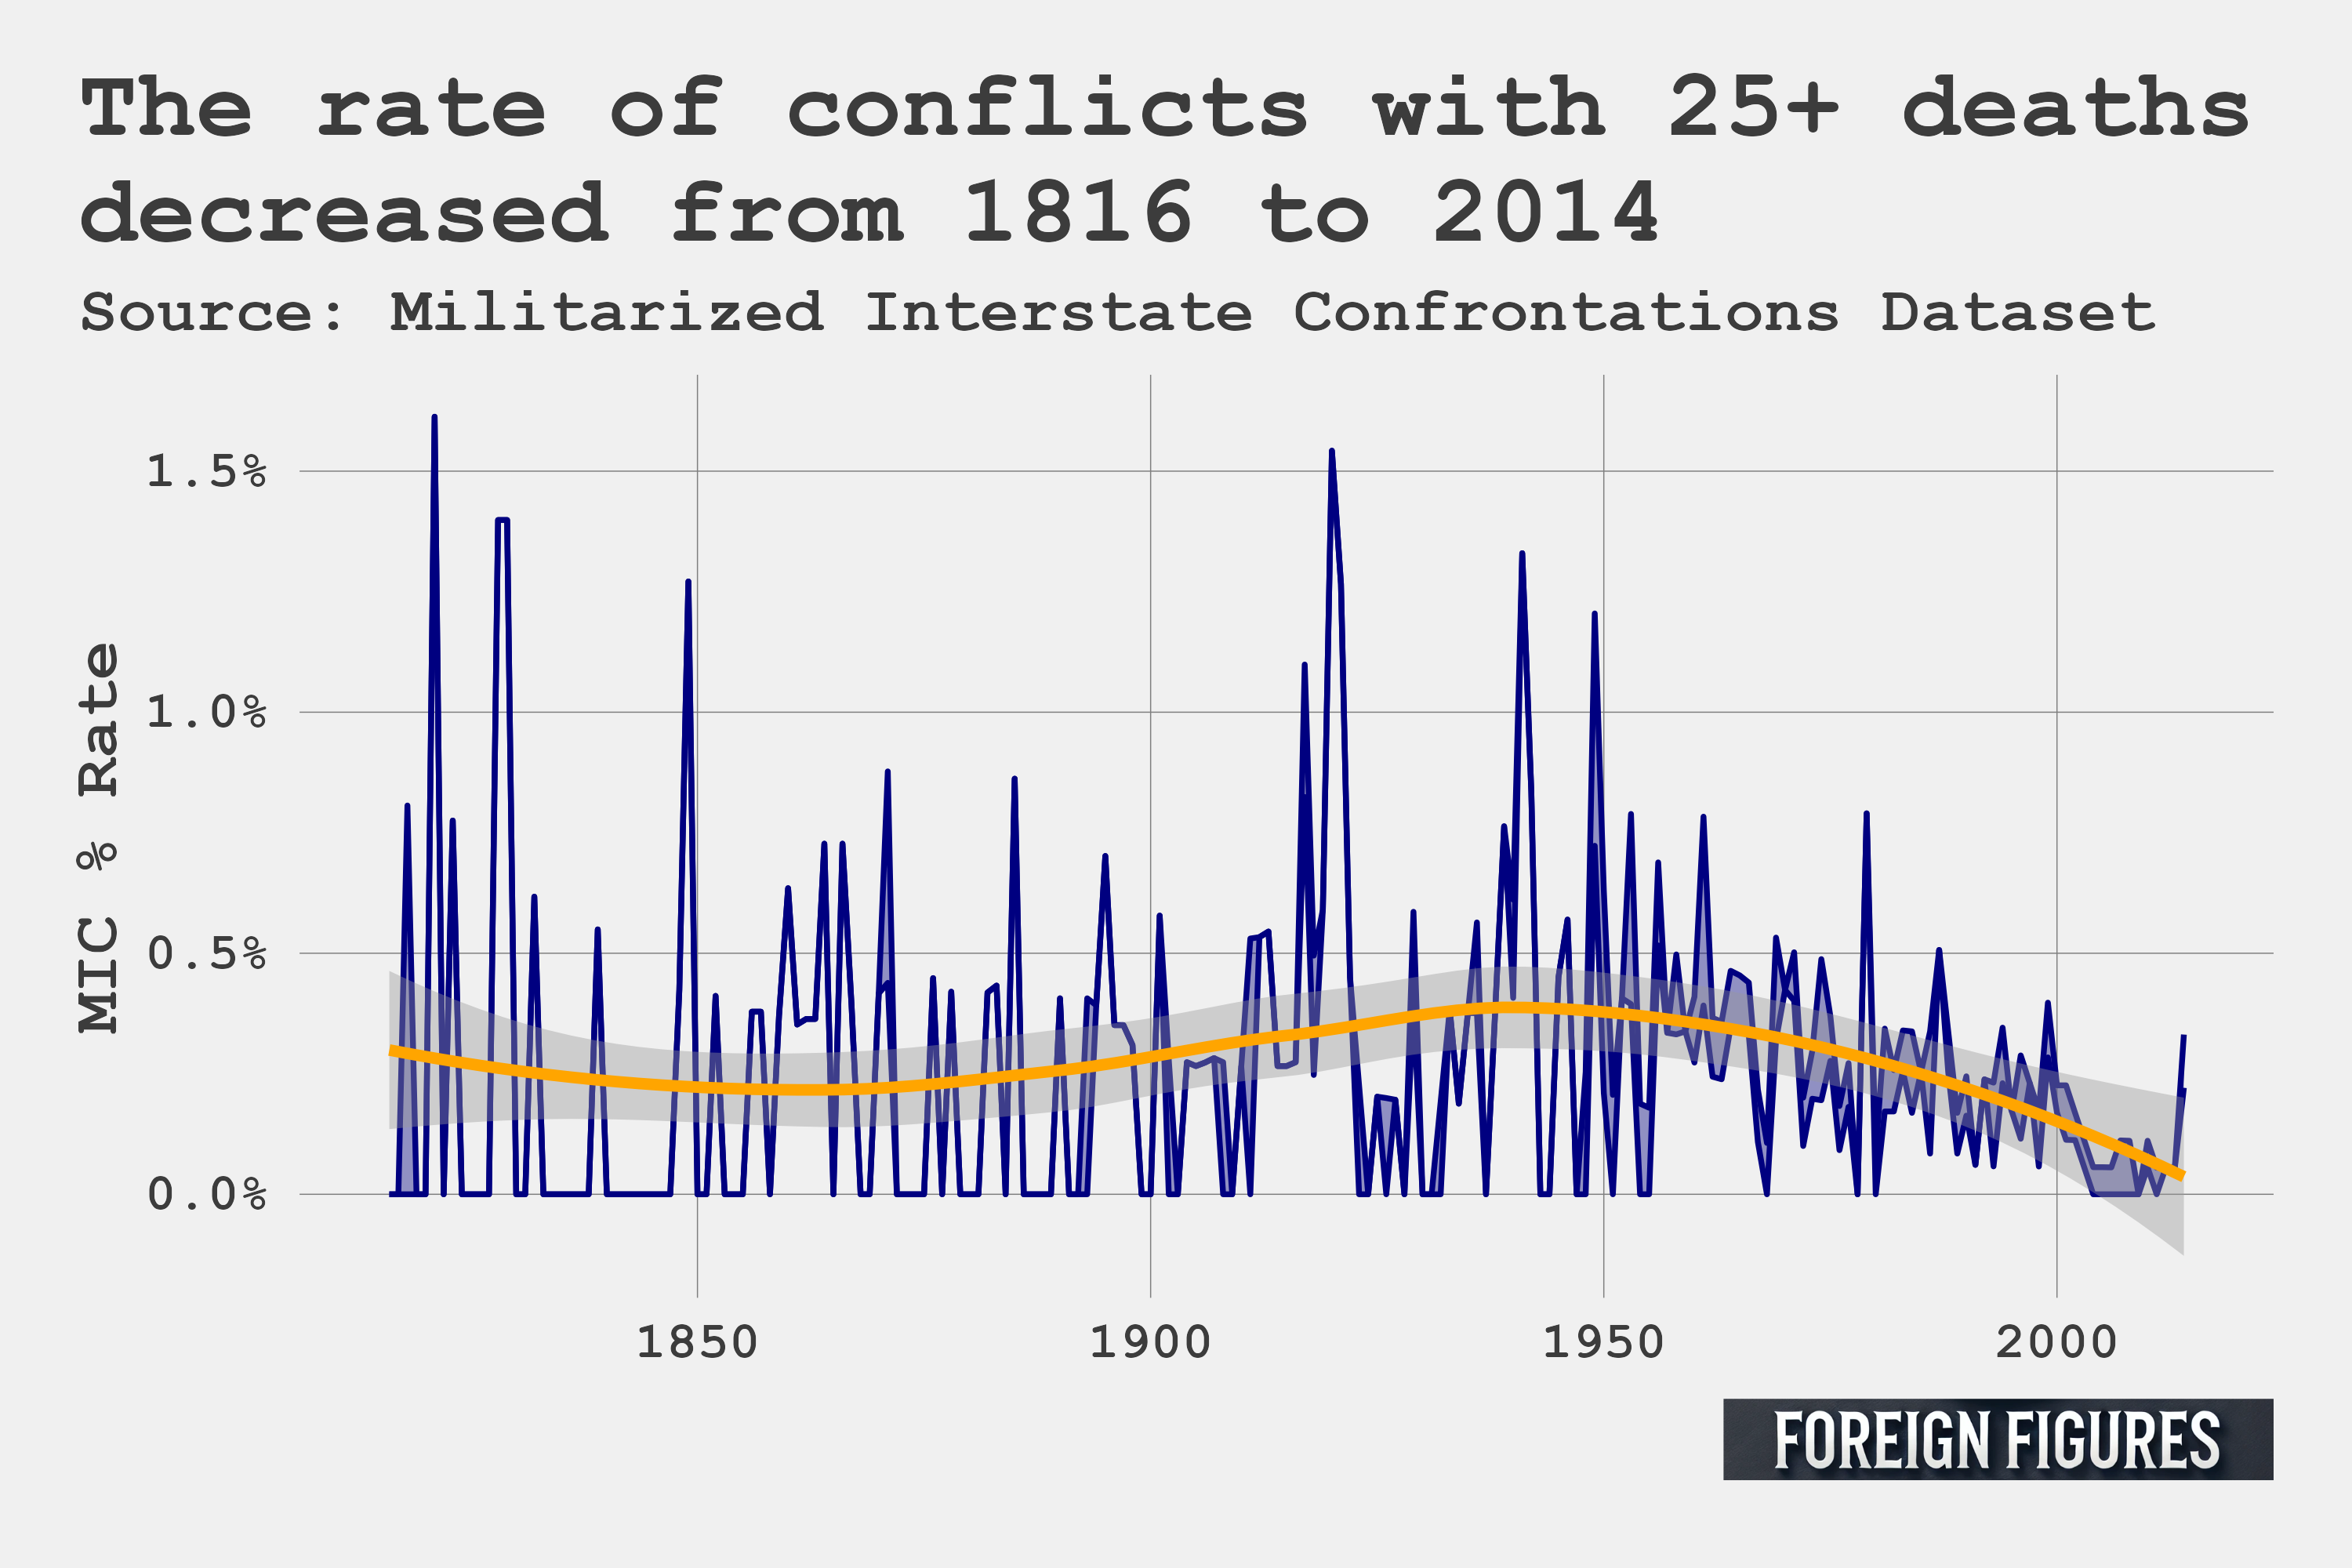 The rate of conflicts with 25+ deaths
decreased from 1816 to 2014
Source: Militarized Interstate Confrontations Dataset
MIC % Rate
1.5%
1.0%
0.5%
0.0%
1850
1900
1950
2000
FOREIGN FIGURES